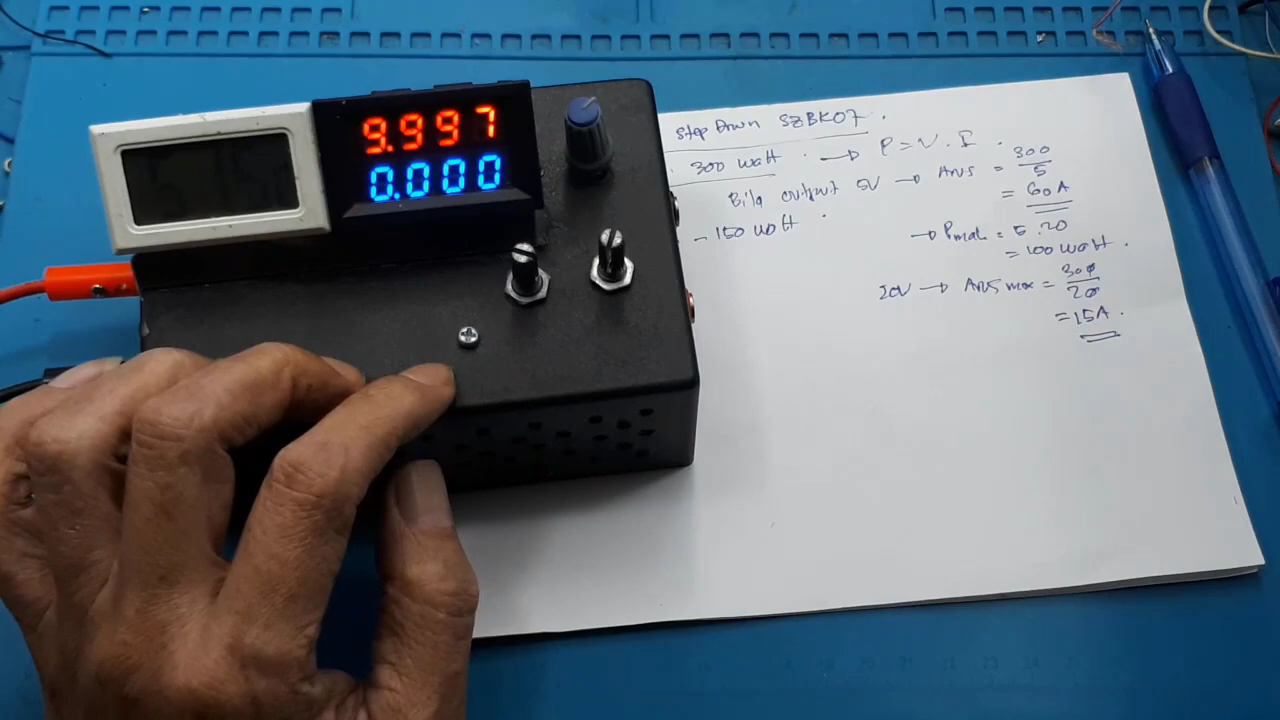 9.997
0.000
Step Down SZBK07.
. 300 watt. → P = V. I.
Bila output 5V → Arus = 300/5
= 60A
- 150 watt.
→ Pmak = 5.20
= 100 watt.
20V → Arus max = 300/20
= 15A.